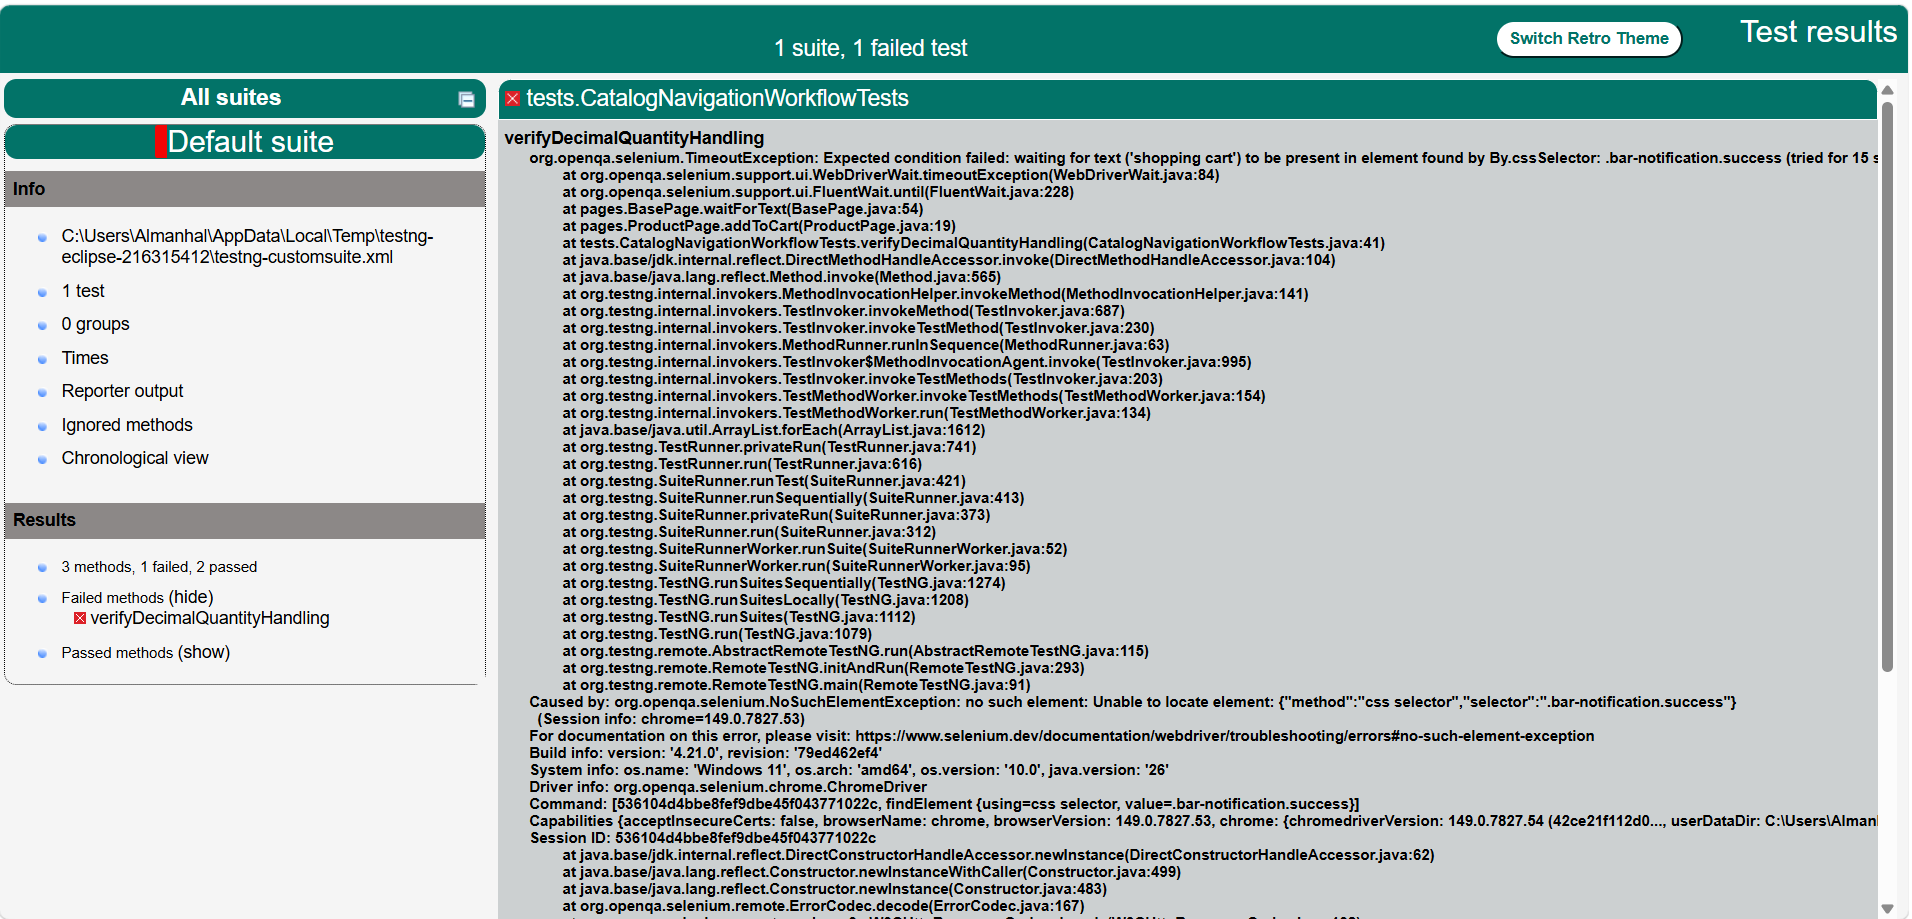 1 suite, 1 failed test
Switch Retro Theme
Test results
All suites
Default suite
Info
C:\Users\Almanhal\AppData\Local\Temp\testng-
eclipse-216315412\testng-customsuite.xml
1 test
0 groups
Times
Reporter output
Ignored methods
Chronological view
Results
3 methods, 1 failed, 2 passed
Failed methods (hide)
verifyDecimalQuantityHandling
Passed methods (show)
tests.CatalogNavigationWorkflowTests
verifyDecimalQuantityHandling
org.openqa.selenium.TimeoutException: Expected condition failed: waiting for text ('shopping cart') to be present in element found by By.cssSelector: .bar-notification.success (tried for 15 s
at org.openqa.selenium.support.ui.WebDriverWait.timeoutException(WebDriverWait.java:84)
at org.openqa.selenium.support.ui.FluentWait.until(FluentWait.java:228)
at pages.BasePage.waitForText(BasePage.java:54)
at pages.ProductPage.addToCart(ProductPage.java:19)
at tests.CatalogNavigationWorkflowTests.verifyDecimalQuantityHandling(CatalogNavigationWorkflowTests.java:41)
at java.base/jdk.internal.reflect.DirectMethodHandleAccessor.invoke(DirectMethodHandleAccessor.java:104)
at java.base/java.lang.reflect.Method.invoke(Method.java:565)
at org.testng.internal.invokers.MethodInvocationHelper.invokeMethod(MethodInvocationHelper.java:141)
at org.testng.internal.invokers.TestInvoker.invokeMethod(TestInvoker.java:687)
at org.testng.internal.invokers.TestInvoker.invokeTestMethod(TestInvoker.java:230)
at org.testng.internal.invokers.MethodRunner.runInSequence(MethodRunner.java:63)
at org.testng.internal.invokers.TestInvoker$MethodInvocationAgent.invoke(TestInvoker.java:995)
at org.testng.internal.invokers.TestInvoker.invokeTestMethods(TestInvoker.java:203)
at org.testng.internal.invokers.TestMethodWorker.invokeTestMethods(TestMethodWorker.java:154)
at org.testng.internal.invokers.TestMethodWorker.run(TestMethodWorker.java:134)
at java.base/java.util.ArrayList.forEach(ArrayList.java:1612)
at org.testng.TestRunner.privateRun(TestRunner.java:741)
at org.testng.TestRunner.run(TestRunner.java:616)
at org.testng.SuiteRunner.runTest(SuiteRunner.java:421)
at org.testng.SuiteRunner.runSequentially(SuiteRunner.java:413)
at org.testng.SuiteRunner.privateRun(SuiteRunner.java:373)
at org.testng.SuiteRunner.run(SuiteRunner.java:312)
at org.testng.SuiteRunnerWorker.runSuite(SuiteRunnerWorker.java:52)
at org.testng.SuiteRunnerWorker.run(SuiteRunnerWorker.java:95)
at org.testng.TestNG.runSuitesSequentially(TestNG.java:1274)
at org.testng.TestNG.runSuitesLocally(TestNG.java:1208)
at org.testng.TestNG.runSuites(TestNG.java:1112)
at org.testng.TestNG.run(TestNG.java:1079)
at org.testng.remote.AbstractRemoteTestNG.run(AbstractRemoteTestNG.java:115)
at org.testng.remote.RemoteTestNG.initAndRun(RemoteTestNG.java:293)
at org.testng.remote.RemoteTestNG.main(RemoteTestNG.java:91)
Caused by: org.openqa.selenium.NoSuchElementException: no such element: Unable to locate element: {"method":"css selector","selector":".bar-notification.success"}
(Session info: chrome=149.0.7827.53)
For documentation on this error, please visit: https://www.selenium.dev/documentation/webdriver/troubleshooting/errors#no-such-element-exception
Build info: version: '4.21.0', revision: '79ed462ef4'
System info: os.name: 'Windows 11', os.arch: 'amd64', os.version: '10.0', java.version: '26'
Driver info: org.openqa.selenium.chrome.ChromeDriver
Command: [536104d4bbe8fef9dbe45f043771022c, findElement {using=css selector, value=.bar-notification.success}]
Capabilities {acceptInsecureCerts: false, browserName: chrome, browserVersion: 149.0.7827.53, chrome: {chromedriverVersion: 149.0.7827.54 (42ce21f112d0..., userDataDir: C:\Users\Almanl
Session ID: 536104d4bbe8fef9dbe45f043771022c
at java.base/jdk.internal.reflect.DirectConstructorHandleAccessor.newInstance(DirectConstructorHandleAccessor.java:62)
at java.base/java.lang.reflect.Constructor.newInstanceWithCaller(Constructor.java:499)
at java.base/java.lang.reflect.Constructor.newInstance(Constructor.java:483)
at org.openqa.selenium.remote.ErrorCodec.decode(ErrorCodec.java:167)